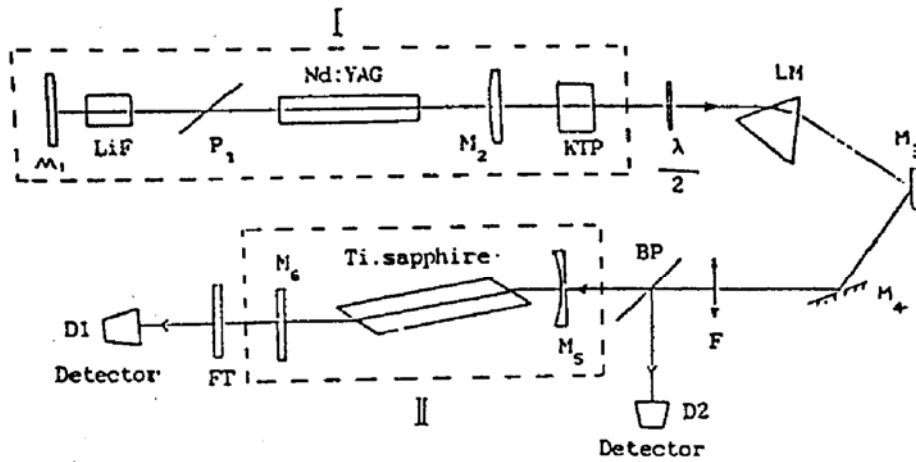 I
Nd:YAG
LM
M1
LiF
P1
M2
KTP
λ/2
M3
M6
Ti.sapphire
BP
M4
D1
Detector
FT
M5
F
II
D2
Detector